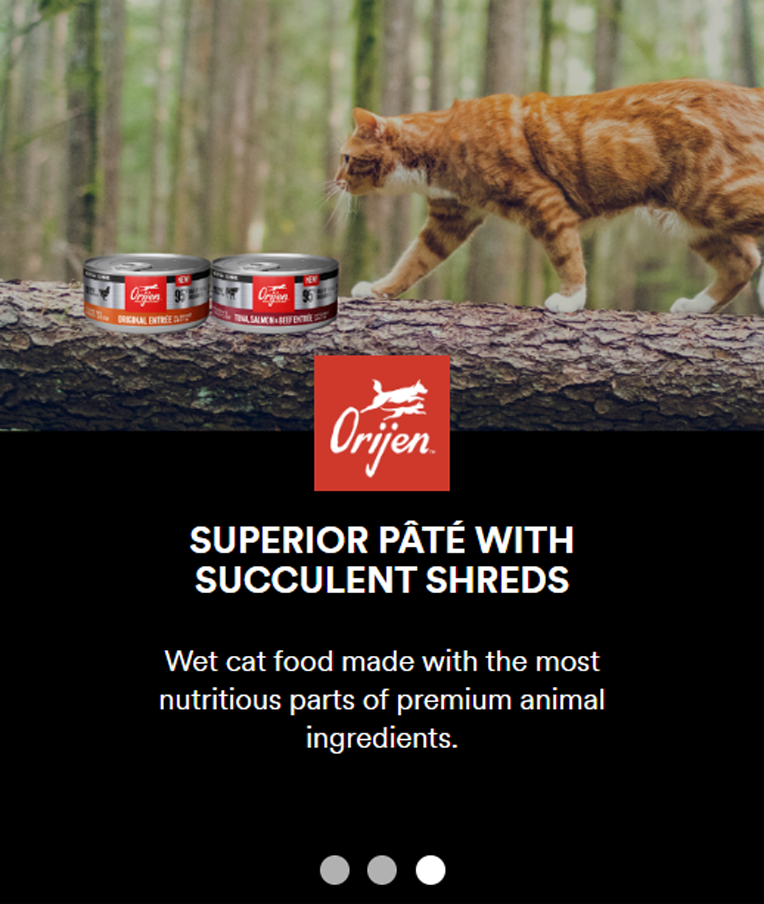 Orijen
NEW!
95
ORIGINAL ENTRÉE
Orijen
NEW!
95
TUNA, SALMON & BEEF ENTRÉE
Orijen
SUPERIOR PÂTÉ WITH
SUCCULENT SHREDS
Wet cat food made with the most
nutritious parts of premium animal
ingredients.